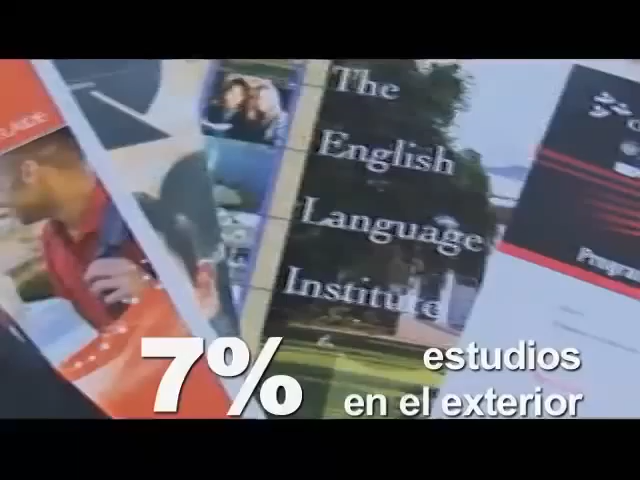 The
English
Language
Institute
7%
estudios
en el exterior